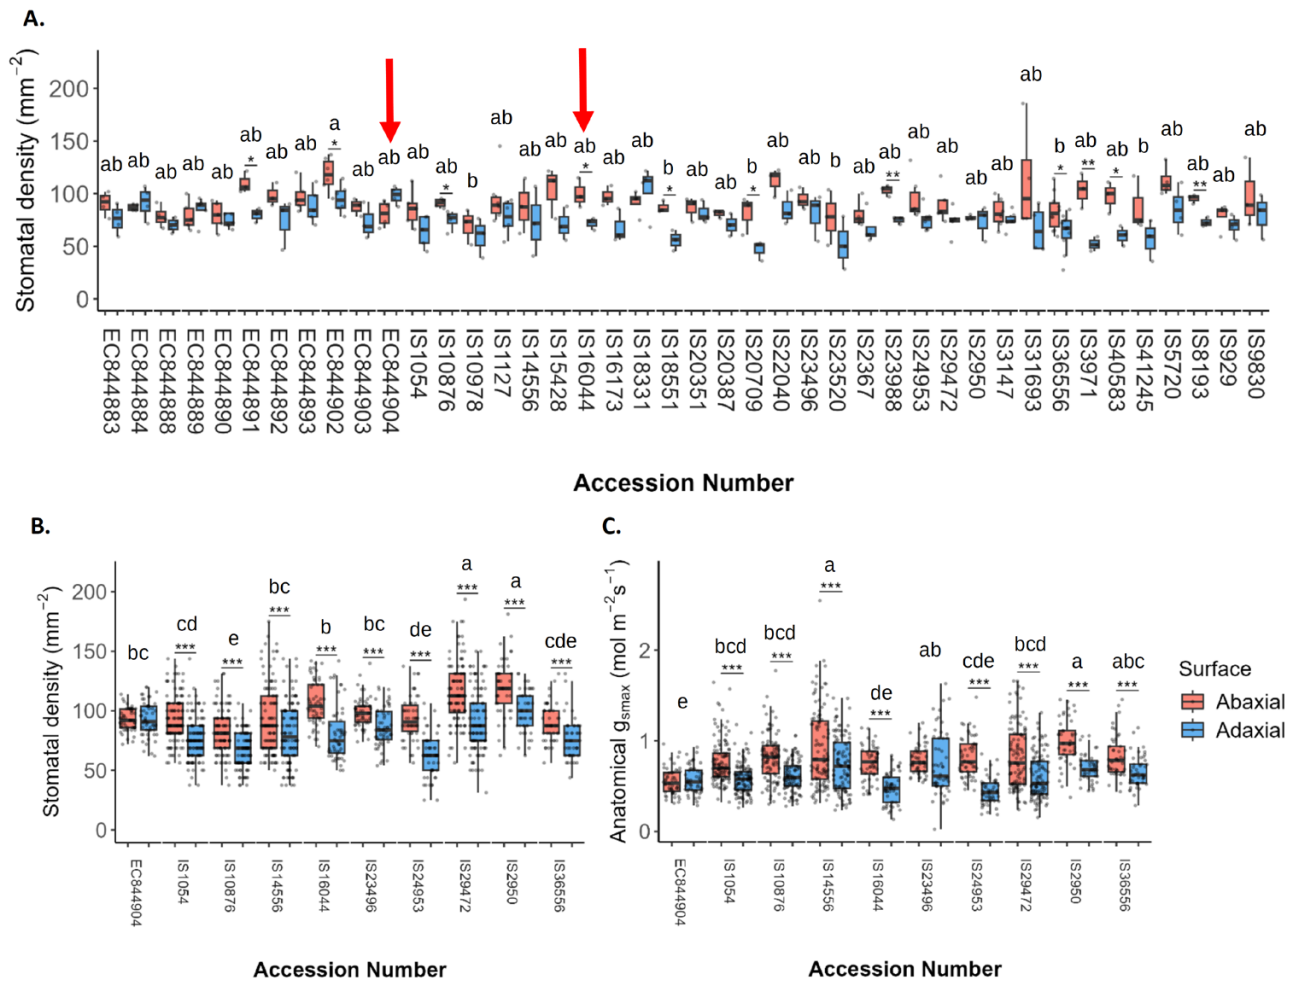 A.
Stomatal density (mm−2)
200
150
100
50
0
ab ab ab ab ab ab ab ab a ab ab ab ab b ab ab ab ab ab ab b ab ab b ab ab b ab ab ab ab ab ab ab b ab ab b ab ab ab ab
* * * * * * ** * ** * **
EC844883 EC844884 EC844888 EC844889 EC844890 EC844891 EC844892 EC844893 EC844902 EC844903 EC844904 IS1054 IS10876 IS10978 IS1127 IS14556 IS15428 IS16044 IS16173 IS18331 IS18551 IS20351 IS20387 IS20709 IS22040 IS23496 IS23520 IS2367 IS23988 IS24953 IS29472 IS2950 IS3147 IS31693 IS36556 IS3971 IS40583 IS41245 IS5720 IS8193 IS929 IS9830
Accession Number
B.
Stomatal density (mm−2)
200
150
100
50
0
bc cd e bc b bc de a a cde
*** *** *** *** *** *** *** *** ***
EC844904 IS1054 IS10876 IS14556 IS16044 IS23496 IS24953 IS29472 IS2950 IS36556
Accession Number
C.
Anatomical gsmax (mol m−2s−1)
2
1
0
e bcd bcd a de ab cde bcd a abc
*** *** *** *** *** *** *** ***
EC844904 IS1054 IS10876 IS14556 IS16044 IS23496 IS24953 IS29472 IS2950 IS36556
Accession Number
Surface
Abaxial
Adaxial